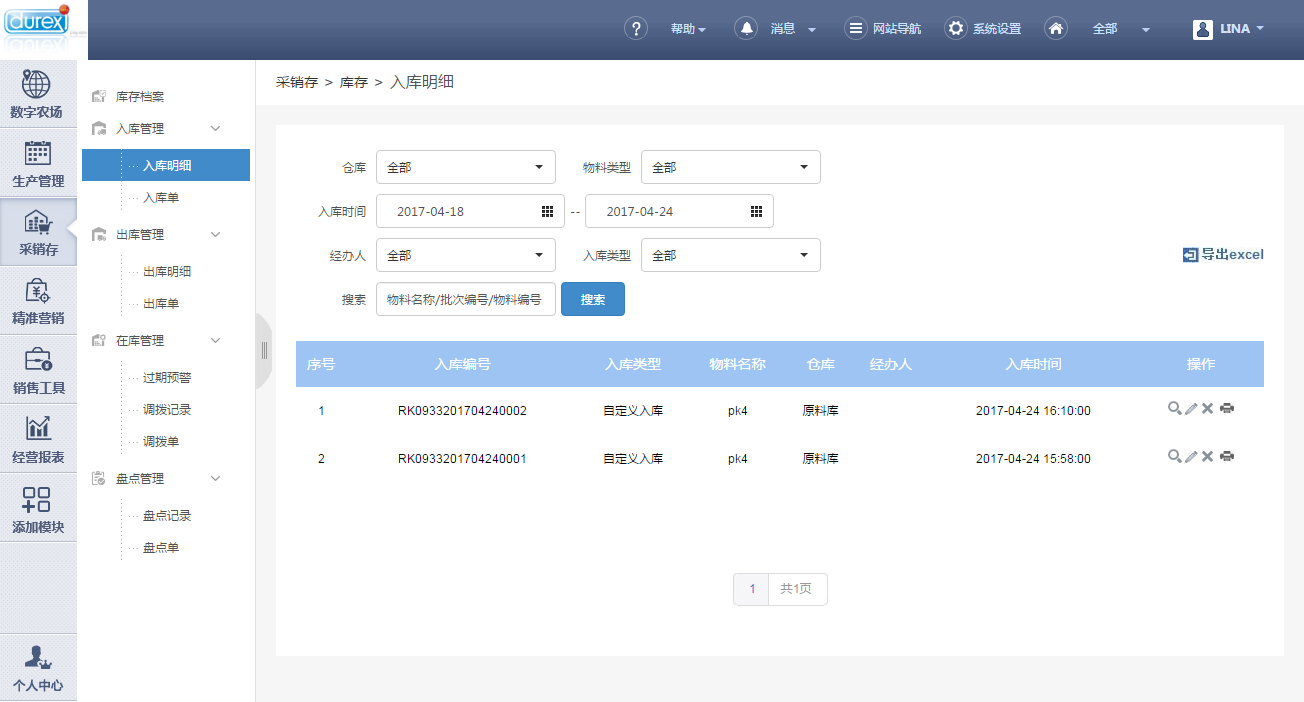 durex
? 帮助 消息 网站导航 系统设置 全部 LINA
数字农场
生产管理
采销存
精准营销
销售工具
经营报表
添加模块
个人中心
库存档案
入库管理
入库明细
入库单
出库管理
出库明细
出库单
在库管理
过期预警
调拨记录
调拨单
盘点管理
盘点记录
盘点单
采销存 > 库存 > 入库明细
仓库 全部 物料类型 全部
入库时间 2017-04-18 -- 2017-04-24
经办人 全部 入库类型 全部
导出excel
搜索 物料名称/批次编号/物料编号 搜索
序号 入库编号 入库类型 物料名称 仓库 经办人 入库时间 操作
1 RK0933201704240002 自定义入库 pk4 原料库 2017-04-24 16:10:00
2 RK0933201704240001 自定义入库 pk4 原料库 2017-04-24 15:58:00
1 共1页